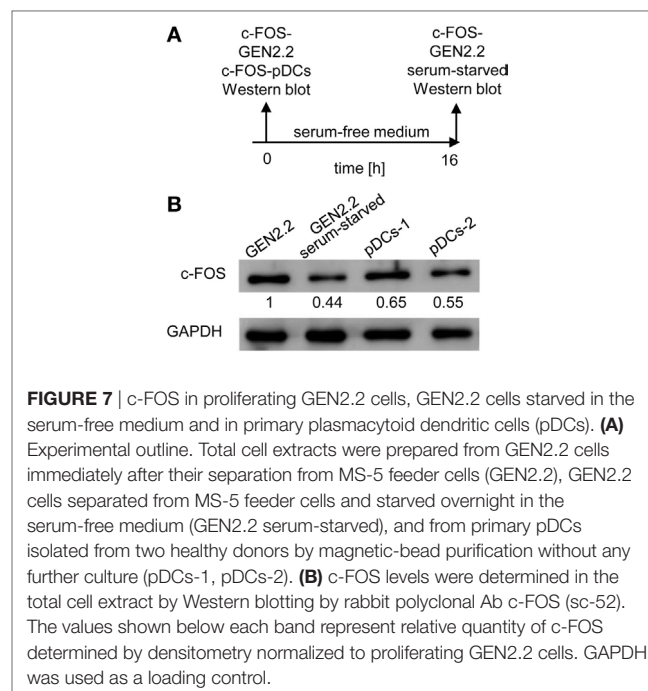 A
c-FOS-
GEN2.2
c-FOS-pDCs
Western blot
c-FOS-
GEN2.2
serum-starved
Western blot
serum-free medium
0
16
time [h]
B
GEN2.2
GEN2.2
serum-starved
pDCs-1
pDCs-2
c-FOS
1 0.44 0.65 0.55
GAPDH
FIGURE 7 | c-FOS in proliferating GEN2.2 cells, GEN2.2 cells starved in the
serum-free medium and in primary plasmacytoid dendritic cells (pDCs). (A)
Experimental outline. Total cell extracts were prepared from GEN2.2 cells
immediately after their separation from MS-5 feeder cells (GEN2.2), GEN2.2
cells separated from MS-5 feeder cells and starved overnight in the
serum-free medium (GEN2.2 serum-starved), and from primary pDCs
isolated from two healthy donors by magnetic-bead purification without any
further culture (pDCs-1, pDCs-2). (B) c-FOS levels were determined in the
total cell extract by Western blotting by rabbit polyclonal Ab c-FOS (sc-52).
The values shown below each band represent relative quantity of c-FOS
determined by densitometry normalized to proliferating GEN2.2 cells. GAPDH
was used as a loading control.